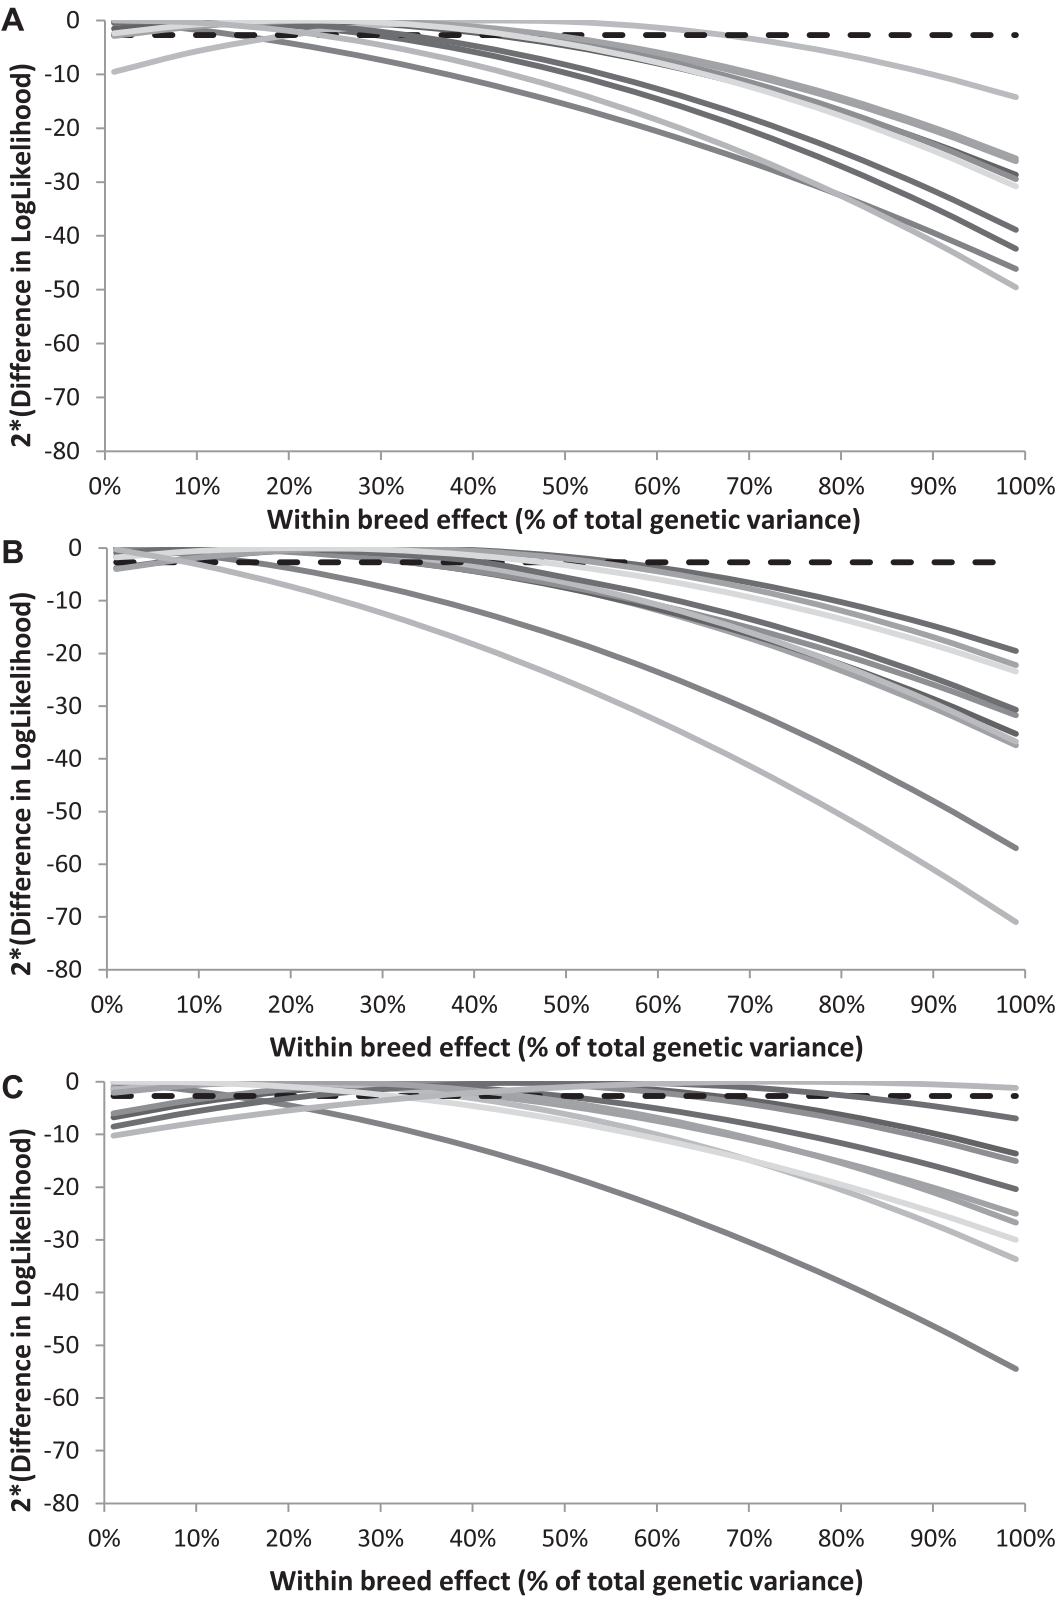 A
2*(Difference in LogLikelihood)
0
-10
-20
-30
-40
-50
-60
-70
-80
0% 10% 20% 30% 40% 50% 60% 70% 80% 90% 100%
Within breed effect (% of total genetic variance)
B
2*(Difference in LogLikelihood)
0
-10
-20
-30
-40
-50
-60
-70
-80
0% 10% 20% 30% 40% 50% 60% 70% 80% 90% 100%
Within breed effect (% of total genetic variance)
C
2*(Difference in LogLikelihood)
0
-10
-20
-30
-40
-50
-60
-70
-80
0% 10% 20% 30% 40% 50% 60% 70% 80% 90% 100%
Within breed effect (% of total genetic variance)